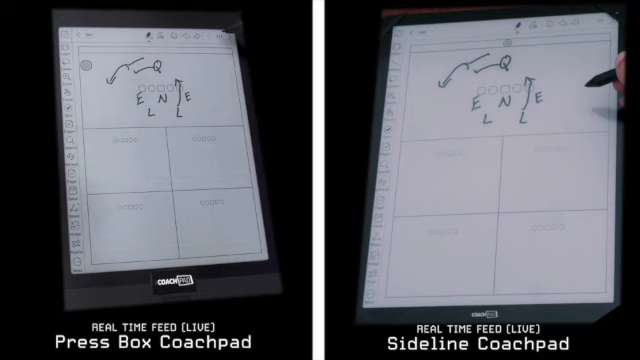 Q
E N E
L L
COACHPAD
REAL TIME FEED (LIVE)
Press Box Coachpad
Q
E N E
L L
COACHPAD
REAL TIME FEED (LIVE)
Sideline Coachpad